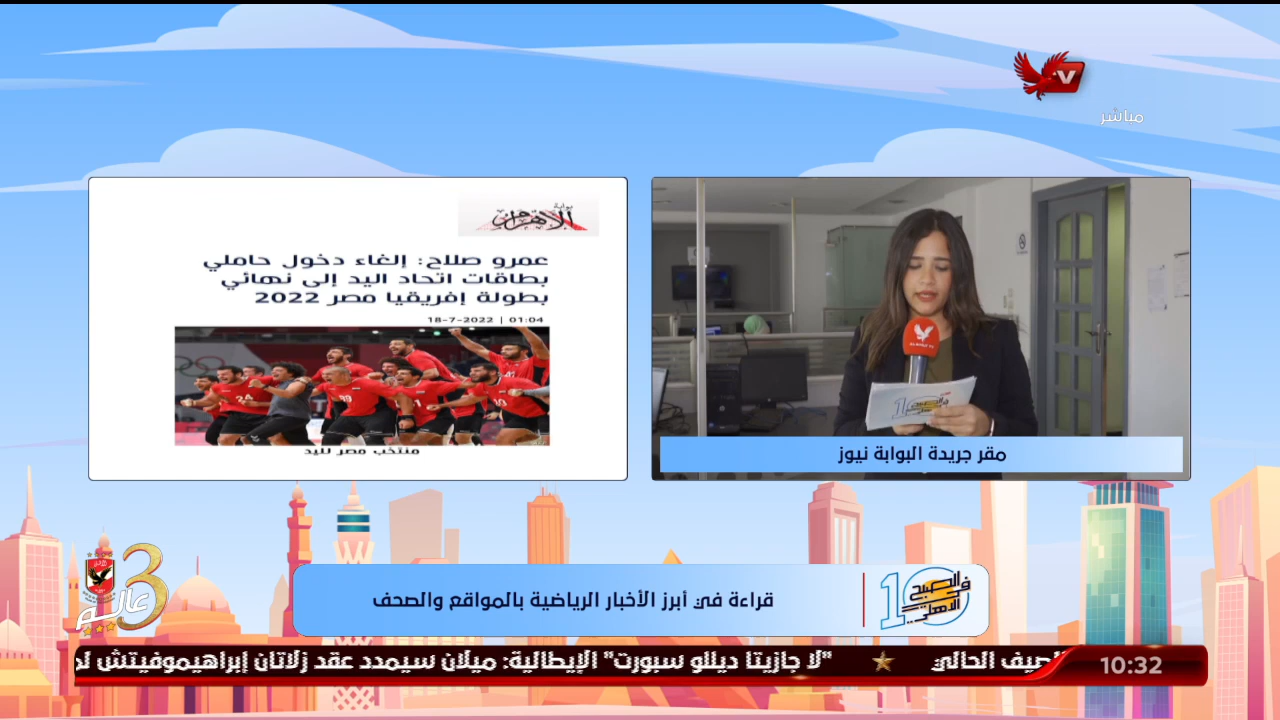 V
مباشر
بوابة
الأهرام
عمرو صلاح: إلغاء دخول حاملي
بطاقات اتحاد اليد إلى نهائي
بطولة إفريقيا مصر 2022
18-7-2022 | 01:04
منتخب مصر لليد
مقر جريدة البوابة نيوز
قراءة في أبرز الأخبار الرياضية بالمواقع والصحف
10 الصبح
في الأهلي
3
عالم
10:32
الصيف الحالي ★ "لا جازيتا ديللو سبورت" الإيطالية: ميلان سيمدد عقد زلاتان إبراهيموفيتش